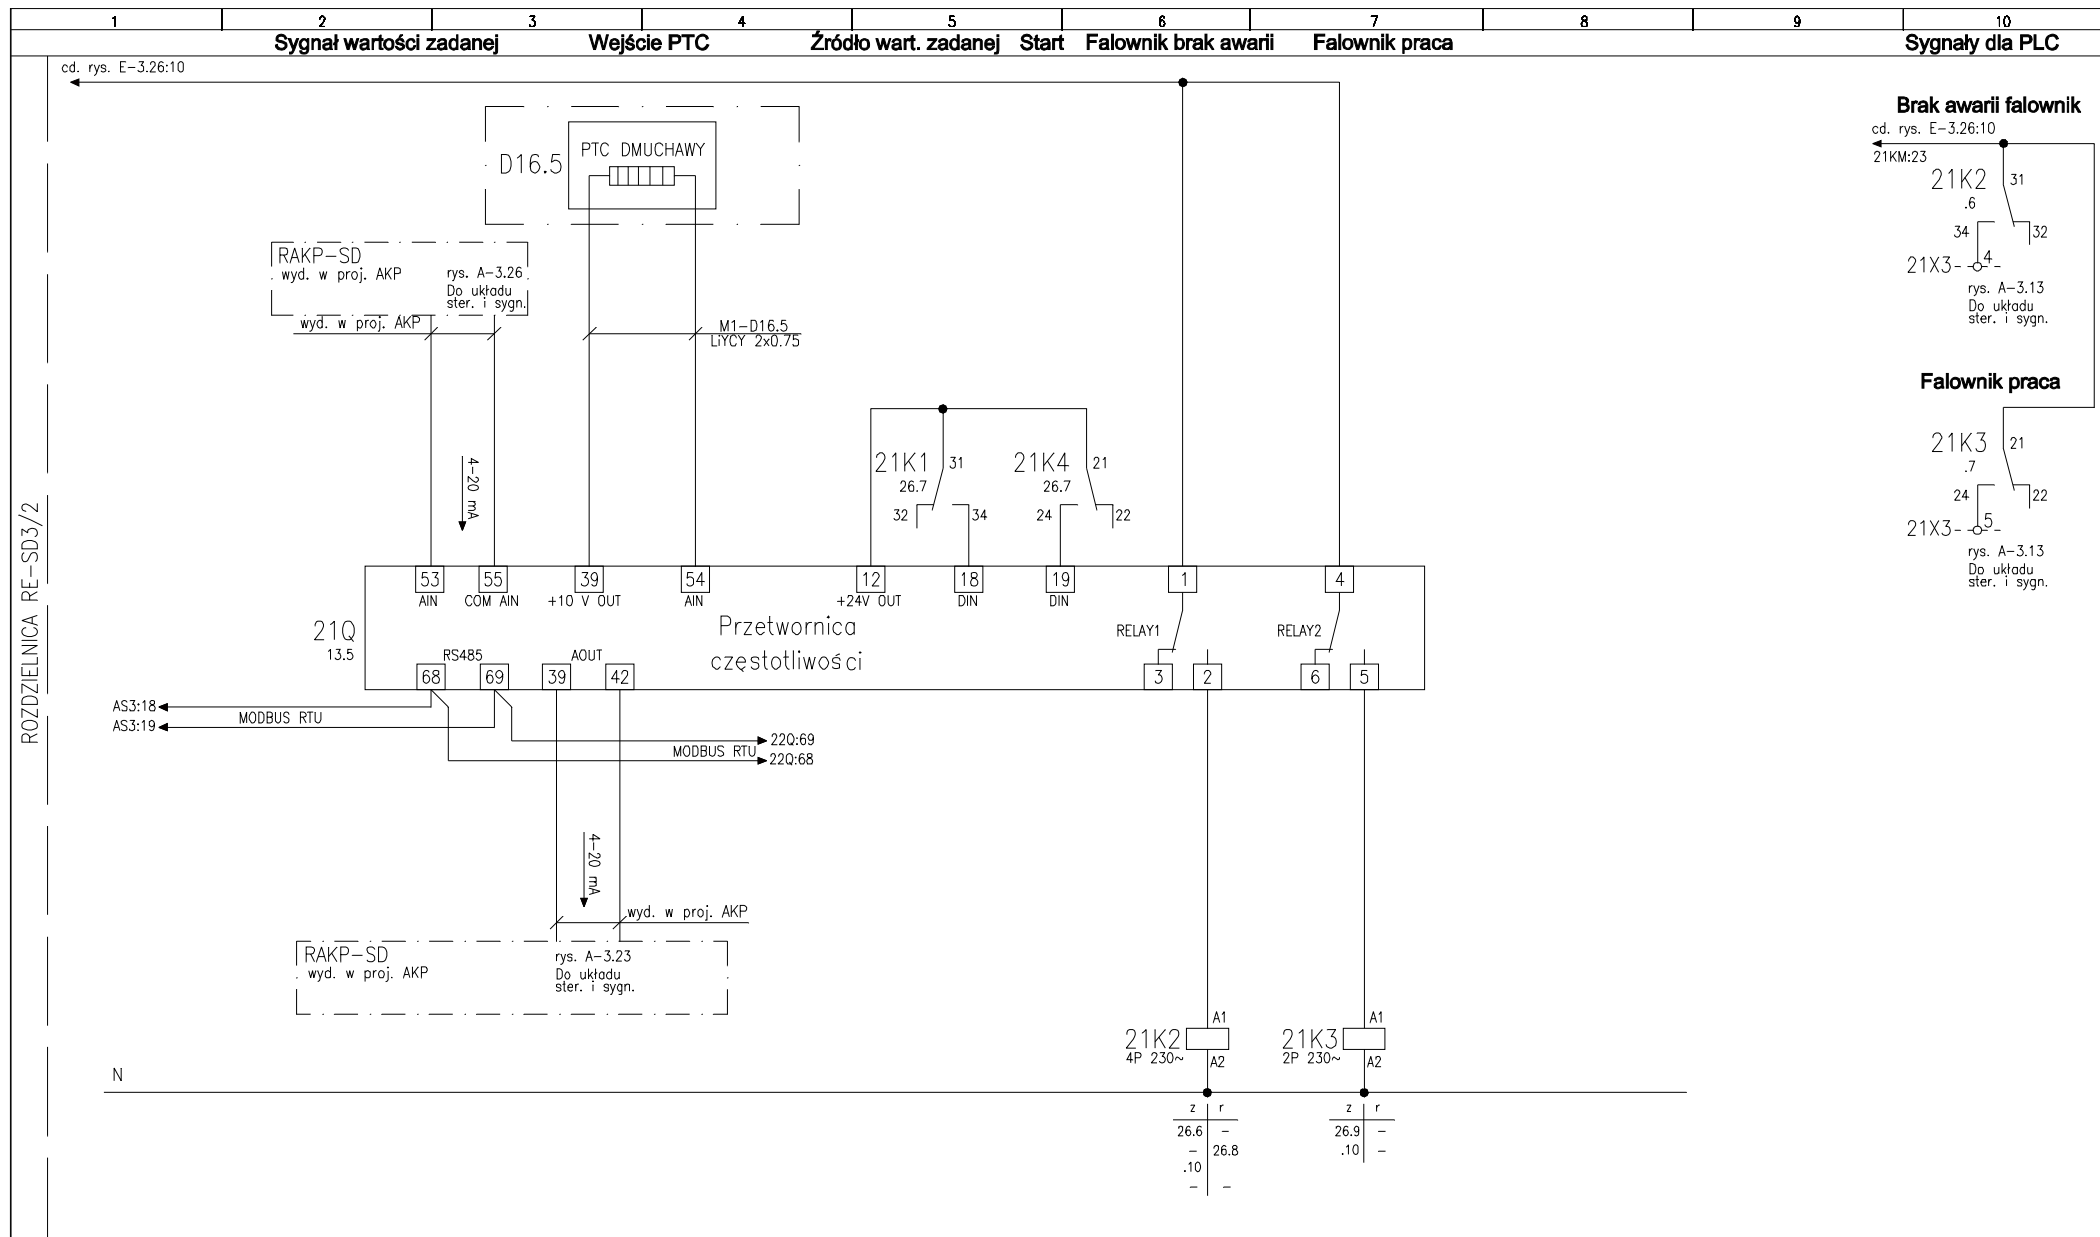 1 2 3 4 5 6 7 8 9 10
Sygnał wartości zadanej Wejście PTC Źródło wart. zadanej Start Falownik brak awarii Falownik praca Sygnały dla PLC
cd. rys. E-3.26:10
ROZDZIELNICA RE-SD3/2
D16.5
PTC DMUCHAWY
RAKP-SD
wyd. w proj. AKP
rys. A-3.26
Do układu
ster. i sygn.
wyd. w proj. AKP
M1-D16.5
LiYCY 2x0.75
4-20 mA
21K1
26.7
31
32
34
21K4
26.7
21
24
22
53
AIN
55
COM AIN
39
+10 V OUT
54
AIN
12
+24V OUT
18
DIN
19
DIN
1
4
21Q
13.5
Przetwornica
częstotliwości
RELAY1
RELAY2
RS485
AOUT
68
69
39
42
3
2
6
5
AS3:18
AS3:19
MODBUS RTU
22Q:69
MODBUS RTU
22Q:68
4-20 mA
wyd. w proj. AKP
RAKP-SD
wyd. w proj. AKP
rys. A-3.23
Do układu
ster. i sygn.
21K2
4P 230~
A1
A2
21K3
2P 230~
A1
A2
N
z r
26.6 -
- 26.8
.10
- -
z r
26.9 -
.10 -
Brak awarii falownik
cd. rys. E-3.26:10
21KM:23
21K2
.6
31
34
32
21X3
4
rys. A-3.13
Do układu
ster. i sygn.
Falownik praca
21K3
.7
21
24
22
21X3
5
rys. A-3.13
Do układu
ster. i sygn.